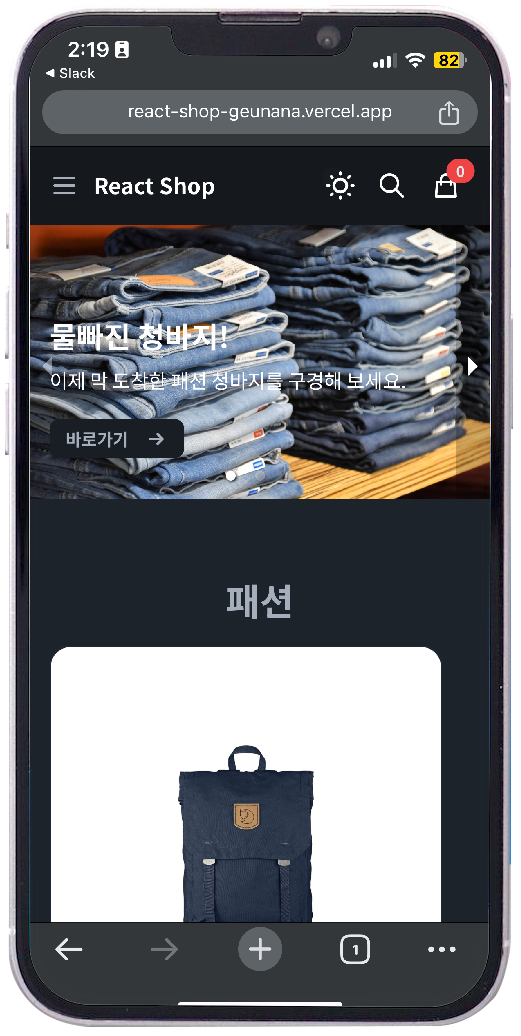 2:19
82
◀ Slack
react-shop-geunana.vercel.app
React Shop
0
물빠진 청바지!
이제 막 도착한 패션 청바지를 구경해 보세요.
바로가기 →
패션
1